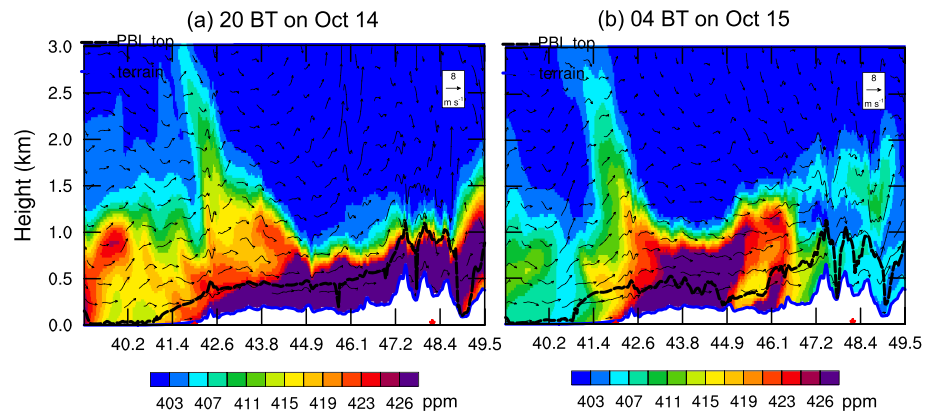 (a) 20 BT on Oct 14
(b) 04 BT on Oct 15
PBL top
terrain
8
m s⁻¹
PBL top
terrain
8
m s⁻¹
Height (km)
3.0
2.5
2.0
1.5
1.0
0.5
0.0
40.2 41.4 42.6 43.8 44.9 46.1 47.2 48.4 49.5
40.2 41.4 42.6 43.8 44.9 46.1 47.2 48.4 49.5
403 407 411 415 419 423 426 ppm
403 407 411 415 419 423 426 ppm